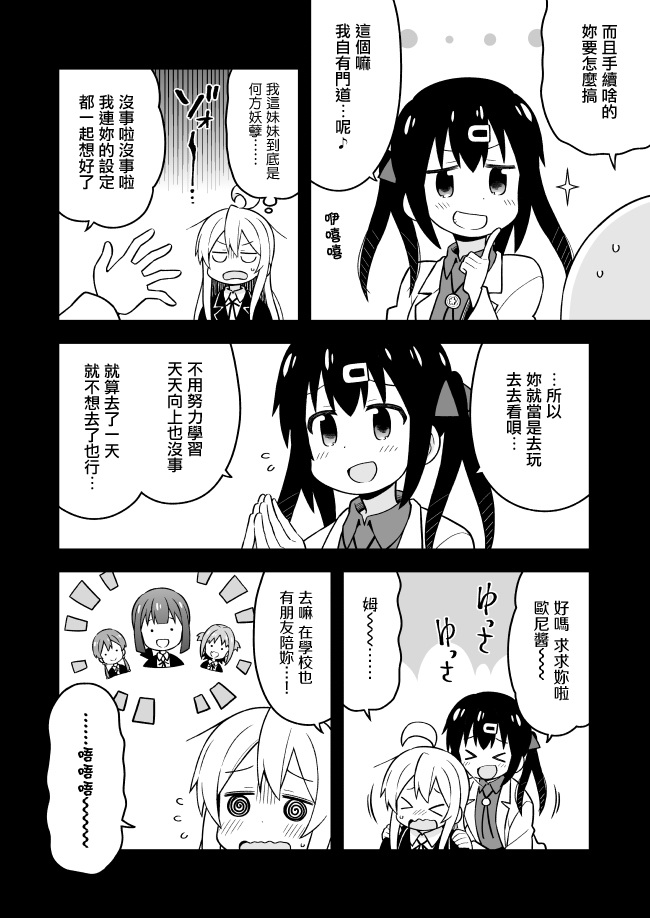 而且手續啥的
妳要怎麼搞
這個嘛
我自有門道…呢♪
咿嘻嘻
我這妹妹到底是
何方妖孽……
ゾォ———…
沒事啦沒事啦
我連妳的設定
都一起想好了
…所以
妳就當是去玩
去去看唄…
不用努力學習
天天向上也沒事
就算去了一天
就不想去了也行…
好嗎 求求妳啦
歐尼醬~~~
ゆっさ
ゆっさ
姆~~~……
去嘛 在學校也
有朋友陪妳…!
……唔唔唔~~~~